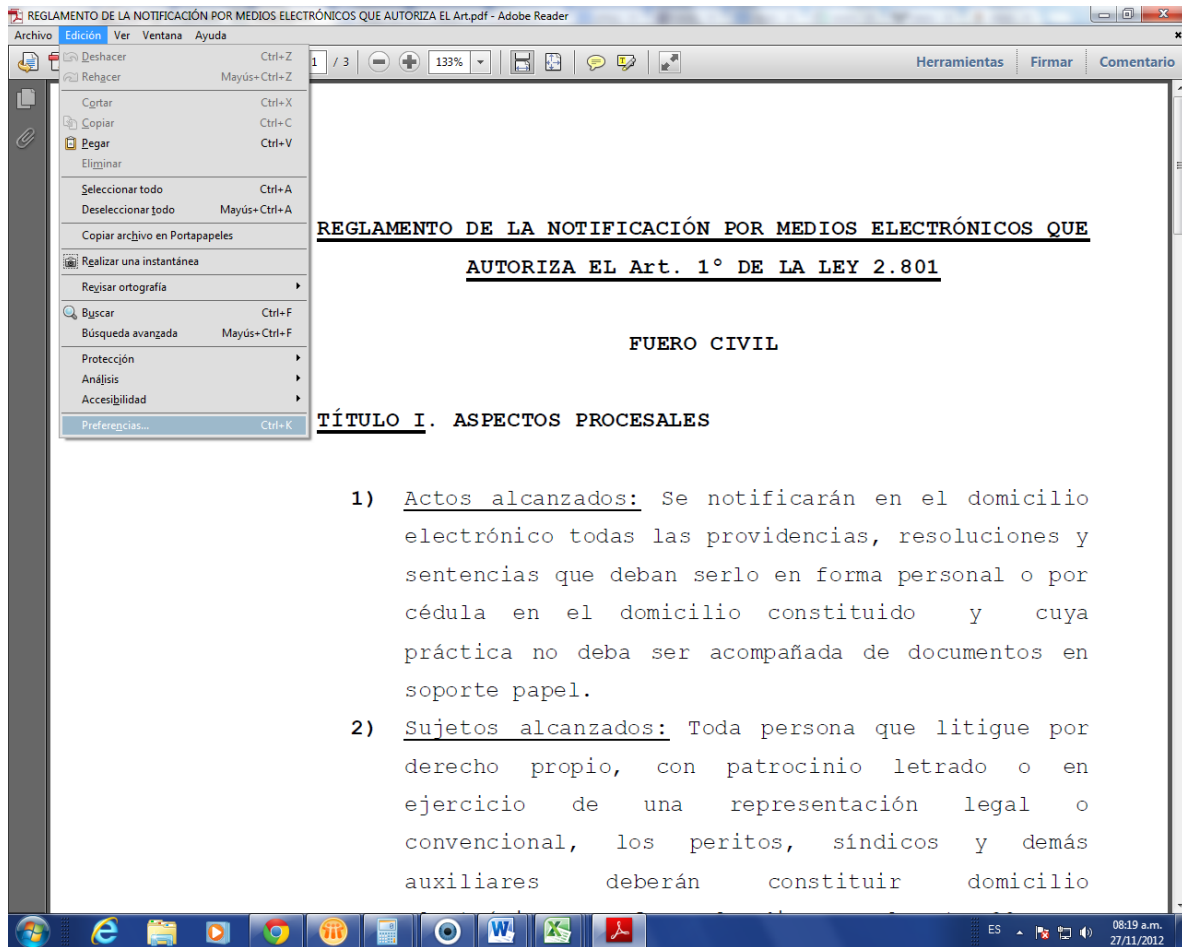 REGLAMENTO DE LA NOTIFICACIÓN POR MEDIOS ELECTRÓNICOS QUE AUTORIZA EL Art.pdf - Adobe Reader
Archivo Edición Ver Ventana Ayuda
1 / 3 133% Herramientas Firmar Comentario
Deshacer Ctrl+Z
Rehacer Mayús+Ctrl+Z
Cortar Ctrl+X
Copiar Ctrl+C
Pegar Ctrl+V
Eliminar
Seleccionar todo Ctrl+A
Deseleccionar todo Mayús+Ctrl+A
Copiar archivo en Portapapeles
Realizar una instantánea
Revisar ortografía
Buscar Ctrl+F
Búsqueda avanzada Mayús+Ctrl+F
Protección
Análisis
Accesibilidad
Preferencias... Ctrl+K
REGLAMENTO DE LA NOTIFICACIÓN POR MEDIOS ELECTRÓNICOS QUE
AUTORIZA EL Art. 1° DE LA LEY 2.801
FUERO CIVIL
TÍTULO I. ASPECTOS PROCESALES
1) Actos alcanzados: Se notificarán en el domicilio
electrónico todas las providencias, resoluciones y
sentencias que deban serlo en forma personal o por
cédula en el domicilio constituido y cuya
práctica no deba ser acompañada de documentos en
soporte papel.
2) Sujetos alcanzados: Toda persona que litigue por
derecho propio, con patrocinio letrado o en
ejercicio de una representación legal o
convencional, los peritos, síndicos y demás
auxiliares deberán constituir domicilio
ES 08:19 a.m.
27/11/2012